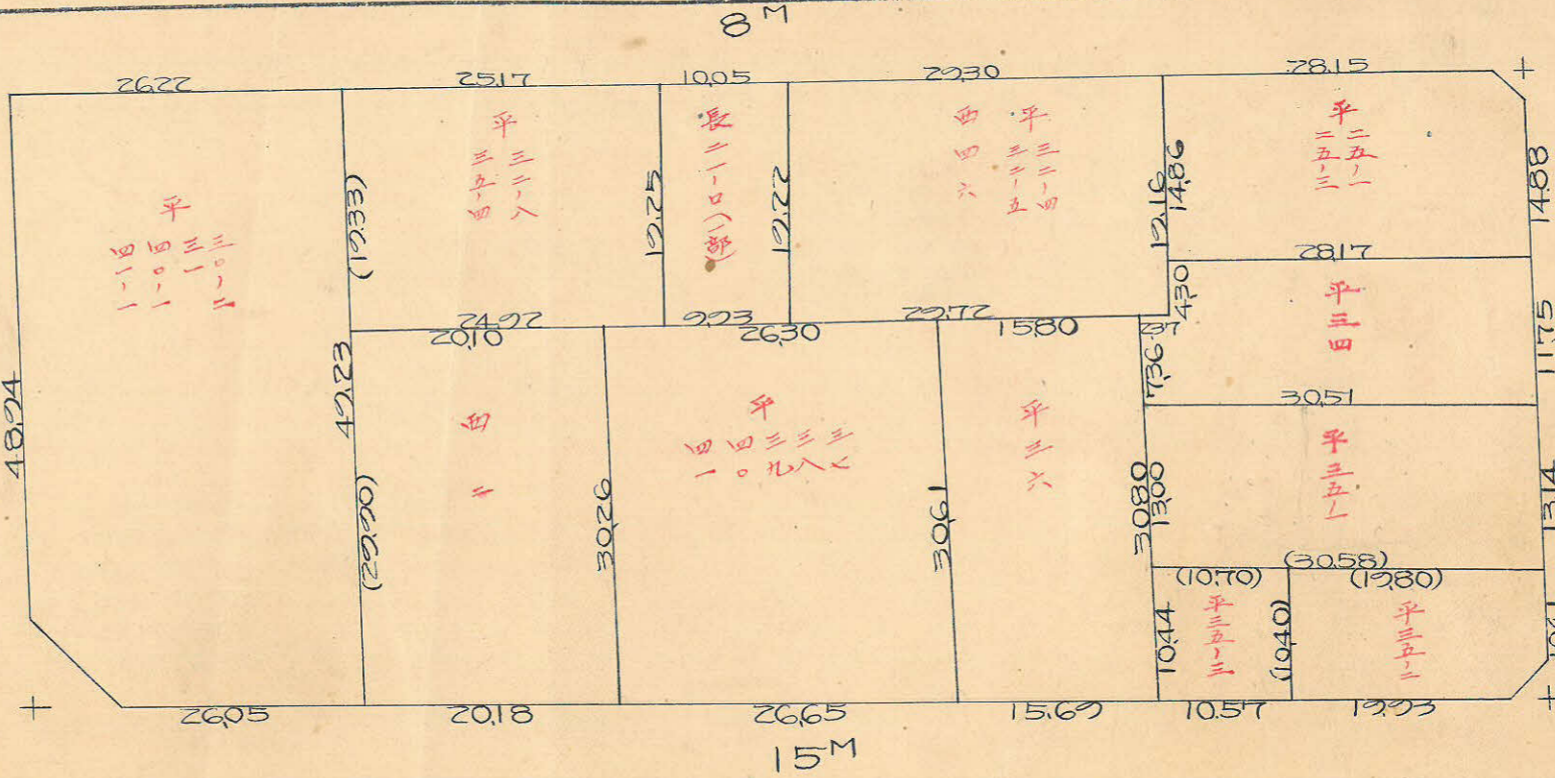 8M
26.22
25.17
10.05
29.30
28.15
平
三〇-二
三一
四〇-一
四一-一
(19.33)
平
三二-八
三五-四
19.25
長二一-ロ(一部)
19.22
平
三二-四
三二-五
西四六
19.16
14.86
平
二五-一
二五-三
14.88
24.92
9.93
29.72
4.30
28.17
平三四
11.75
48.94
49.23
20.10
26.30
15.80
2.37
7.36
30.51
西二
平
三七
三八
三九
四〇
四一
平三六
平三五-一
(29.90)
30.26
30.61
30.80
13.00
13.14
(30.58)
(10.70)
(19.80)
10.44
平三五-三
(10.40)
平三五-二
26.05
20.18
26.65
15.69
10.57
19.93
15M